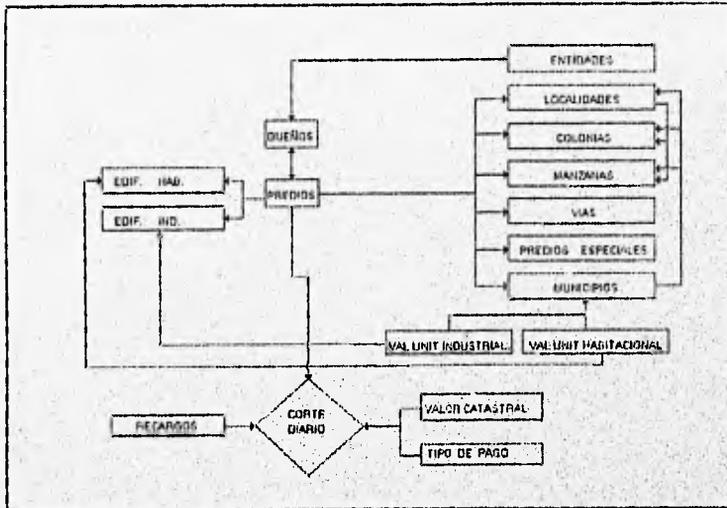 ENTIDADES
LOCALIDADES
DUEÑOS
COLONIAS
EDIF. HAB.
MANZANAS
PREDIOS
EDIF. IND.
VIAS
PREDIOS ESPECIALES
MUNICIPIOS
VAL UNIT INDUSTRIAL
VAL UNIT HABITACIONAL
CORTE
DIARIO
VALOR CATASTRAL
RECARGOS
TIPO DE PAGO